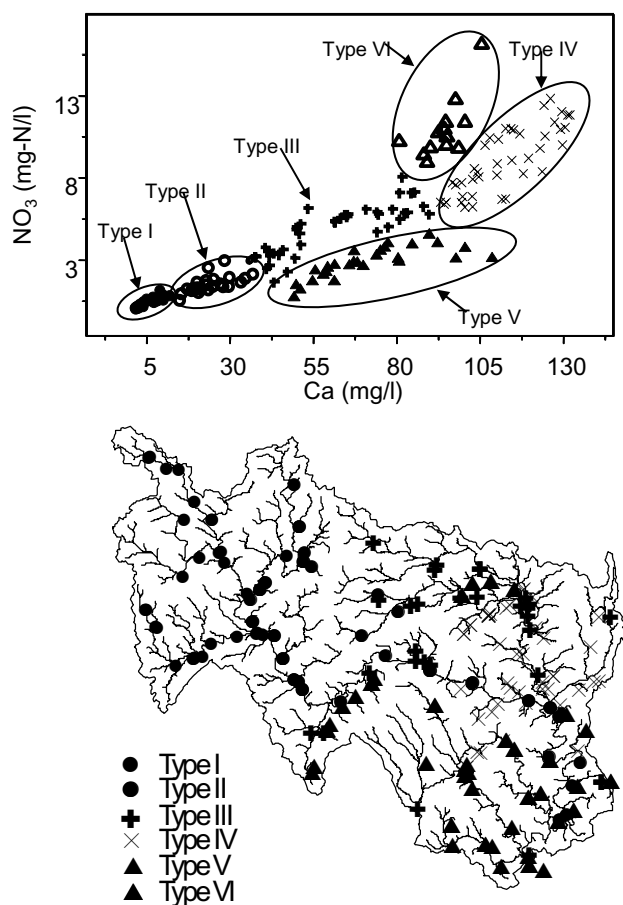 Type VI
Type IV
Type III
Type II
Type I
Type V
NO3 (mg-N/l)
13
8
3
5 30 55 80 105 130
Ca (mg/l)
Type I
Type II
Type III
Type IV
Type V
Type VI